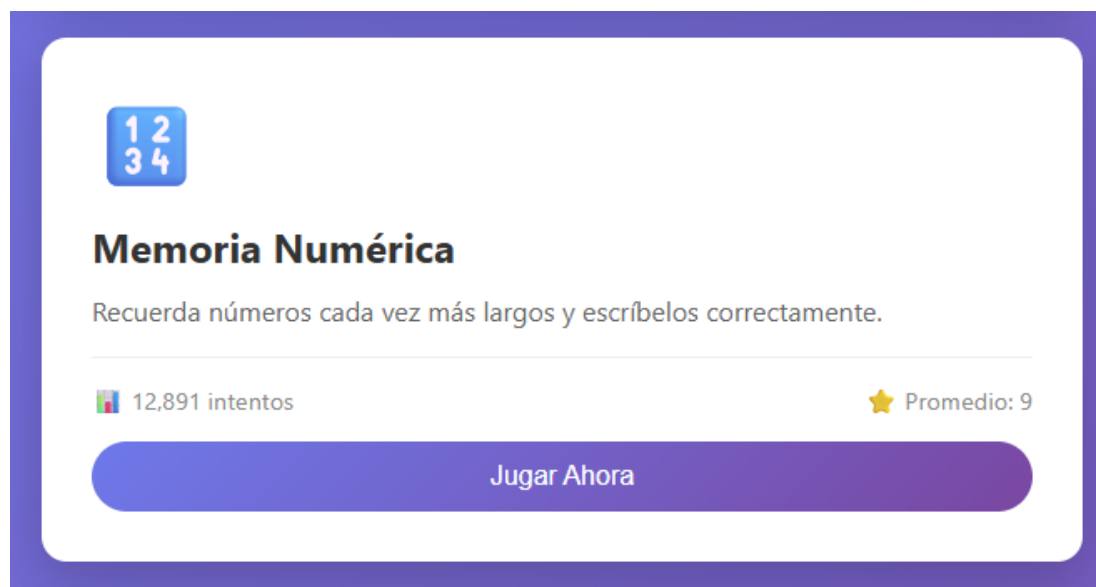 1 2
3 4
Memoria Numérica
Recuerda números cada vez más largos y escríbelos correctamente.
12,891 intentos
Promedio: 9
Jugar Ahora